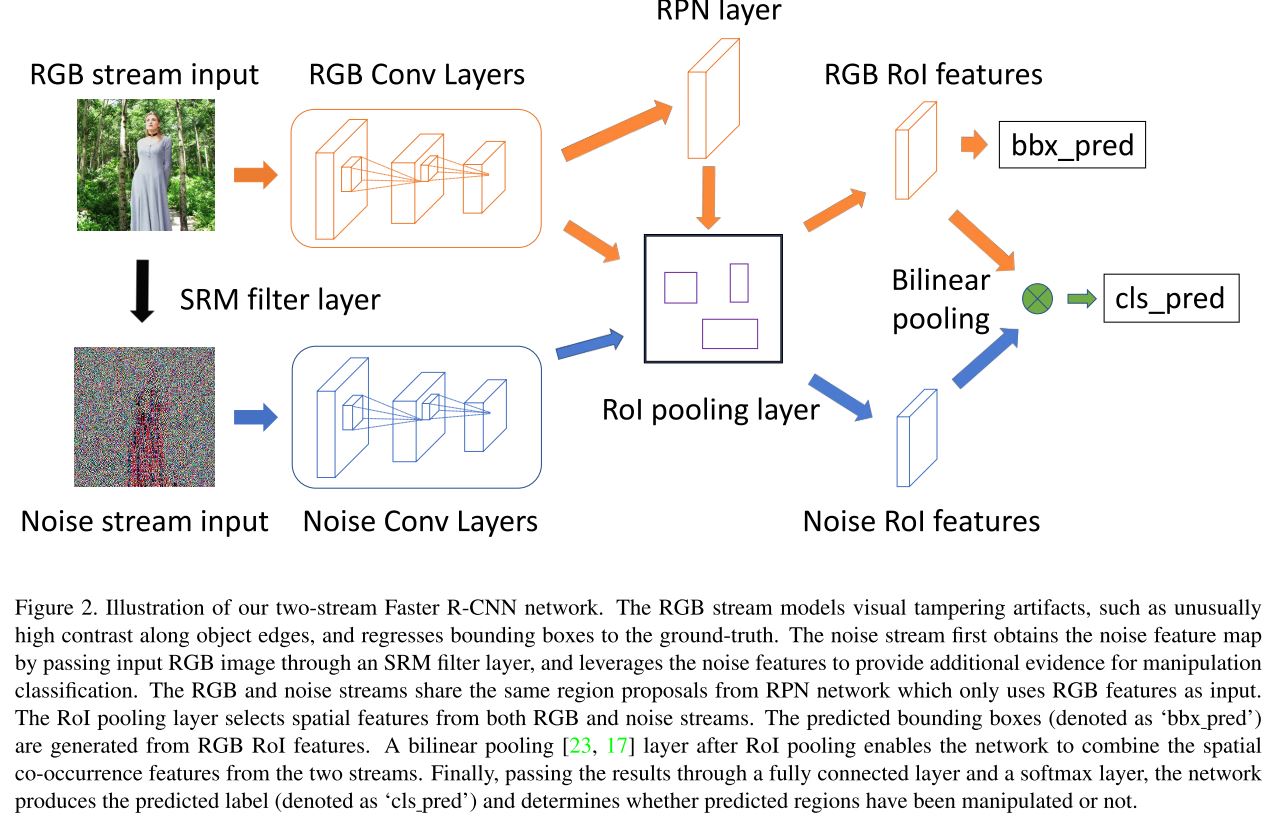 RPN layer
RGB stream input
RGB Conv Layers
RGB RoI features
bbx_pred
SRM filter layer
Bilinear
pooling
cls_pred
RoI pooling layer
Noise stream input
Noise Conv Layers
Noise RoI features
Figure 2. Illustration of our two-stream Faster R-CNN network. The RGB stream models visual tampering artifacts, such as unusually
high contrast along object edges, and regresses bounding boxes to the ground-truth. The noise stream first obtains the noise feature map
by passing input RGB image through an SRM filter layer, and leverages the noise features to provide additional evidence for manipulation
classification. The RGB and noise streams share the same region proposals from RPN network which only uses RGB features as input.
The RoI pooling layer selects spatial features from both RGB and noise streams. The predicted bounding boxes (denoted as ‘bbx_pred’)
are generated from RGB RoI features. A bilinear pooling [23, 17] layer after RoI pooling enables the network to combine the spatial
co-occurrence features from the two streams. Finally, passing the results through a fully connected layer and a softmax layer, the network
produces the predicted label (denoted as ‘cls_pred’) and determines whether predicted regions have been manipulated or not.